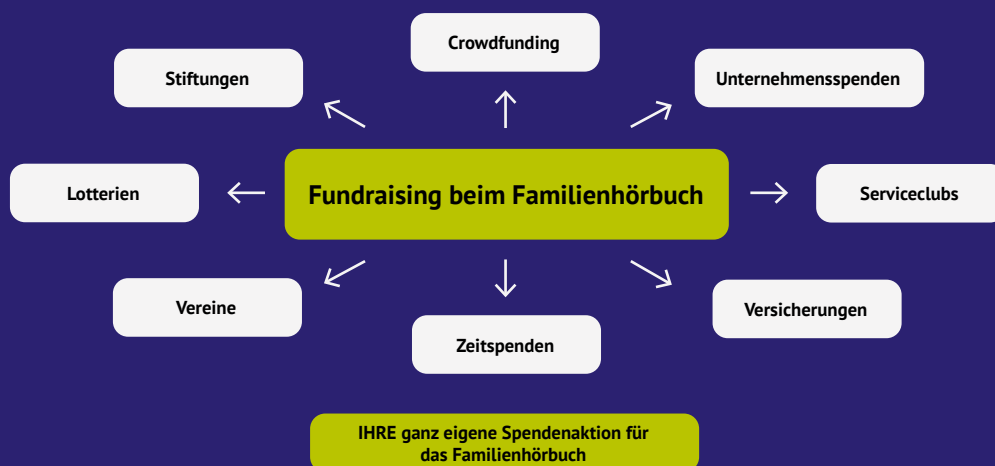 Crowdfunding
Stiftungen
Unternehmensspenden
Lotterien
Fundraising beim Familienhörbuch
Serviceclubs
Vereine
Versicherungen
Zeitspenden
IHRE ganz eigene Spendenaktion für
das Familienhörbuch